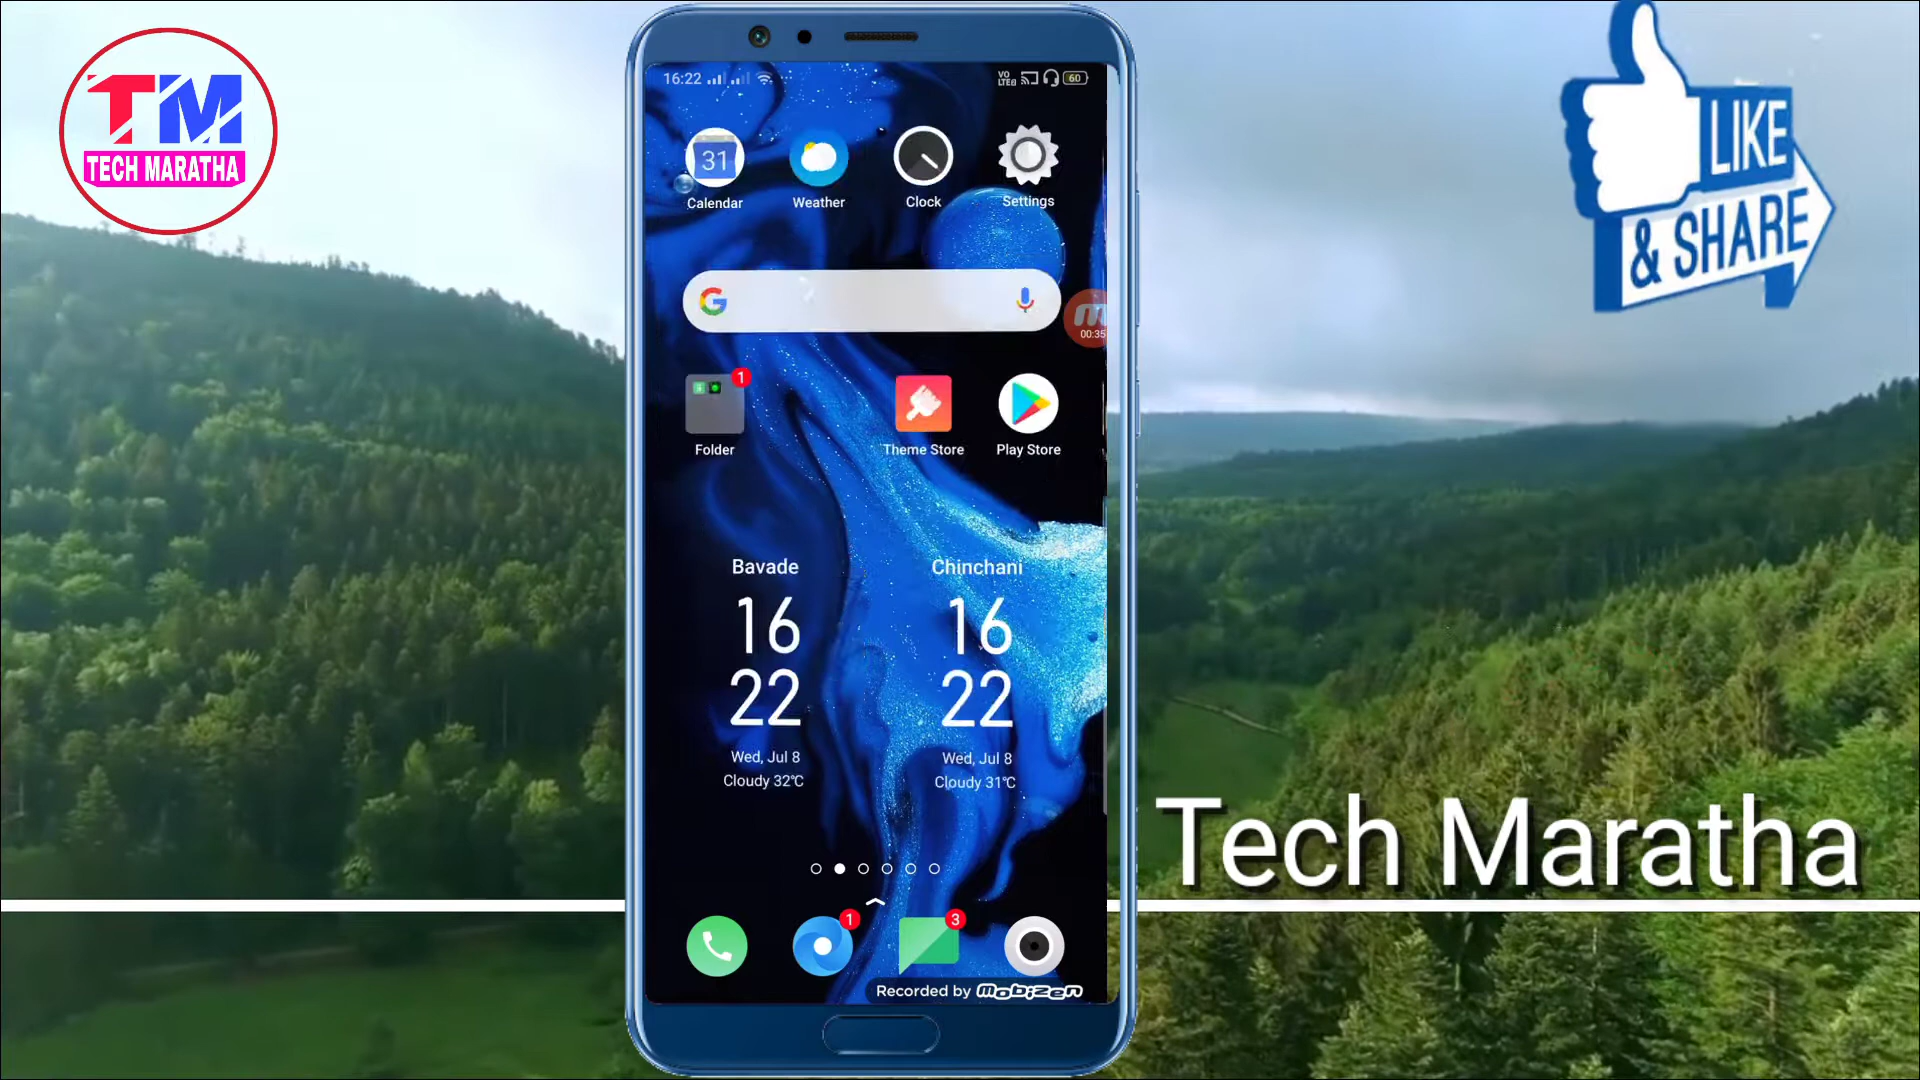 TM
TECH MARATHA
LIKE
& SHARE
16:22
VO
LTE
60
31
Calendar
Weather
Clock
Settings
G
00:35
1
Folder
Theme Store
Play Store
Bavade
16
22
Wed, Jul 8
Cloudy 32℃
Chinchani
16
22
Wed, Jul 8
Cloudy 31℃
Tech Maratha
1
3
Recorded by Mobizen